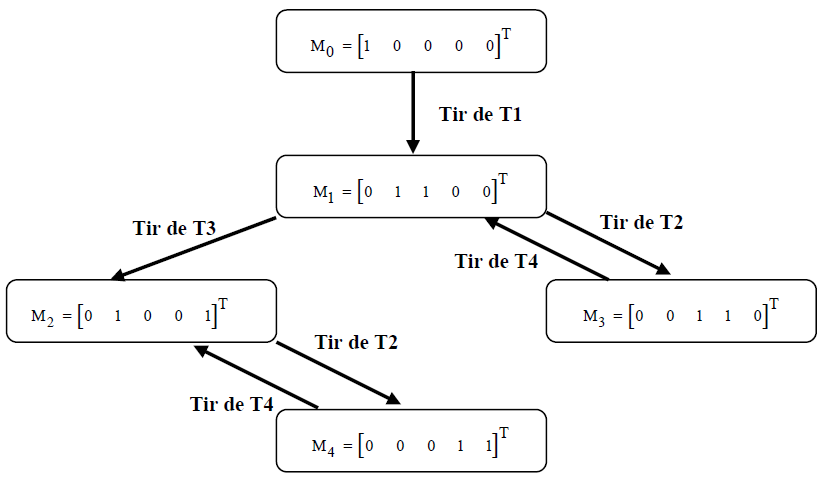 M0 = [1 0 0 0 0]T
Tir de T1
M1 = [0 1 1 0 0]T
Tir de T3
Tir de T2
Tir de T4
M2 = [0 1 0 0 1]T
M3 = [0 0 1 1 0]T
Tir de T2
Tir de T4
M4 = [0 0 0 1 1]T